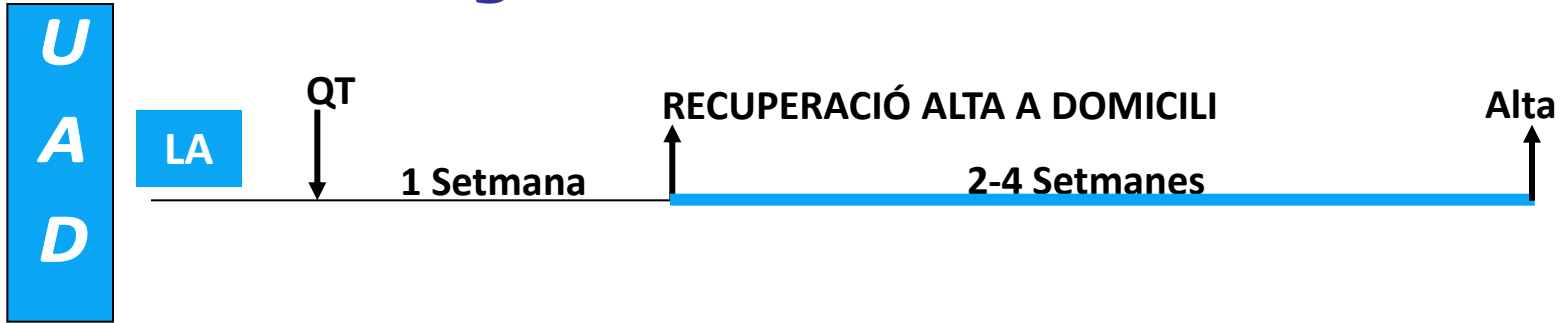 U
A
D
LA
QT
RECUPERACIÓ ALTA A DOMICILI
Alta
1 Setmana
2-4 Setmanes